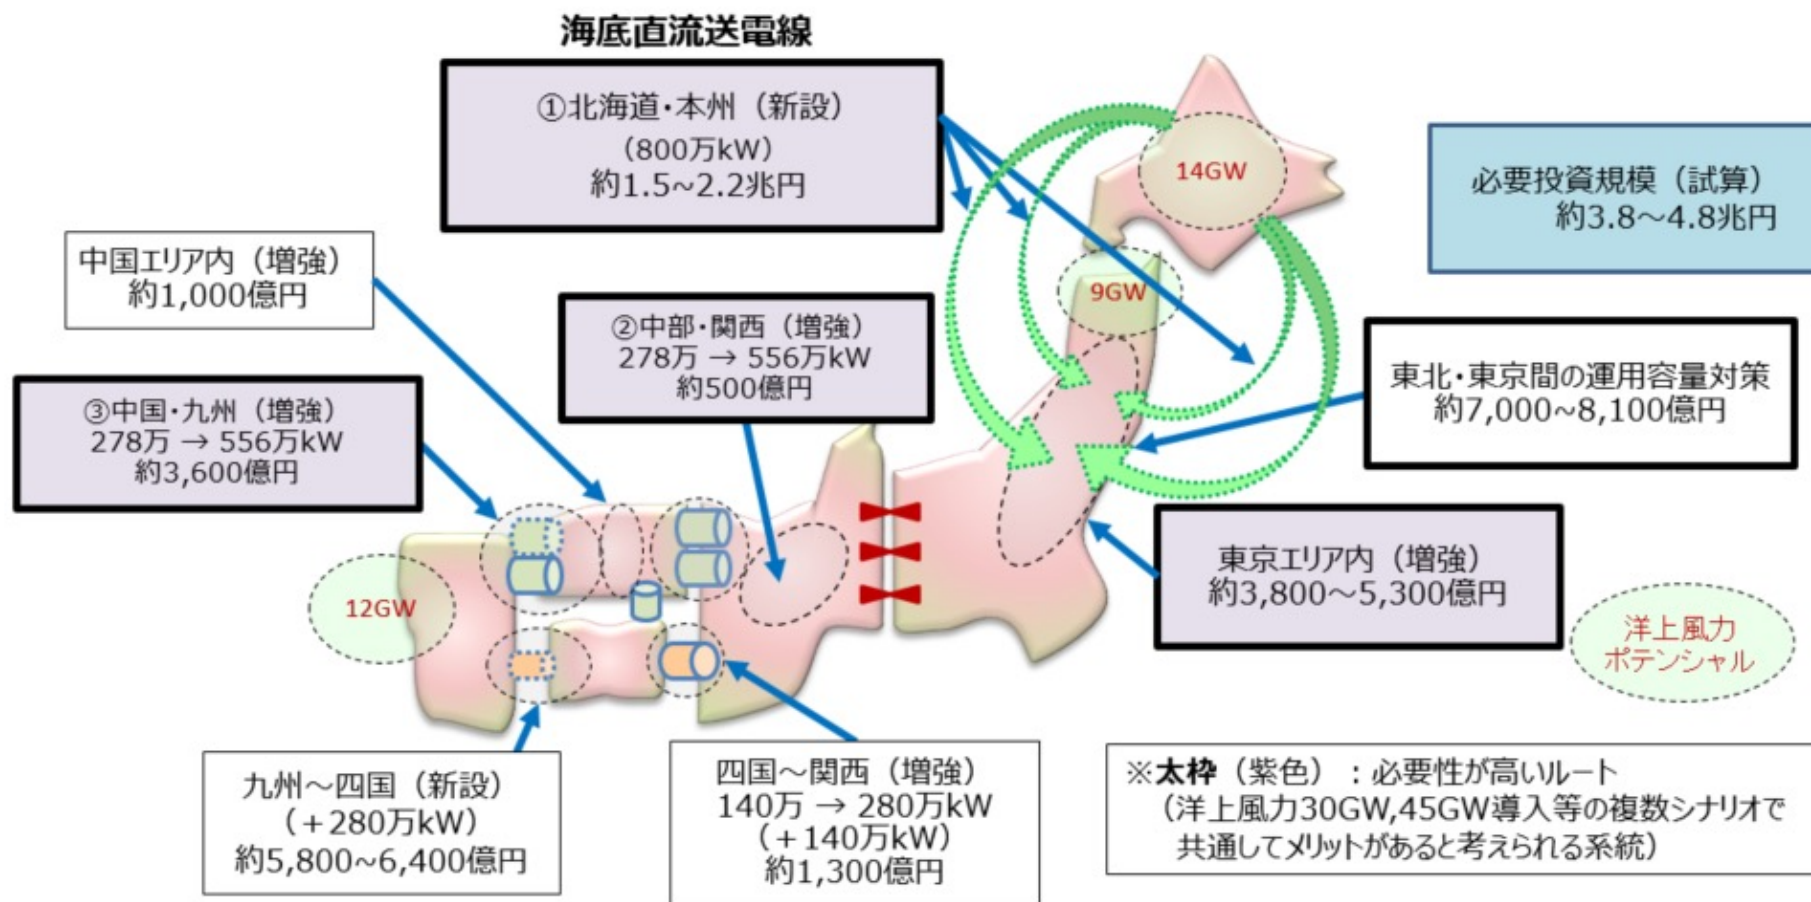 海底直流送電線
①北海道・本州（新設）
（800万kW）
約1.5~2.2兆円
14GW
必要投資規模（試算）
約3.8～4.8兆円
中国エリア内（増強）
約1,000億円
9GW
②中部・関西（増強）
278万 → 556万kW
約500億円
東北・東京間の運用容量対策
約7,000~8,100億円
③中国・九州（増強）
278万 → 556万kW
約3,600億円
東京エリア内（増強）
約3,800～5,300億円
12GW
洋上風力
ポテンシャル
九州～四国（新設）
（＋280万kW）
約5,800~6,400億円
四国～関西（増強）
140万 → 280万kW
（＋140万kW）
約1,300億円
※太枠（紫色）：必要性が高いルート
（洋上風力30GW,45GW導入等の複数シナリオで
共通してメリットがあると考えられる系統）